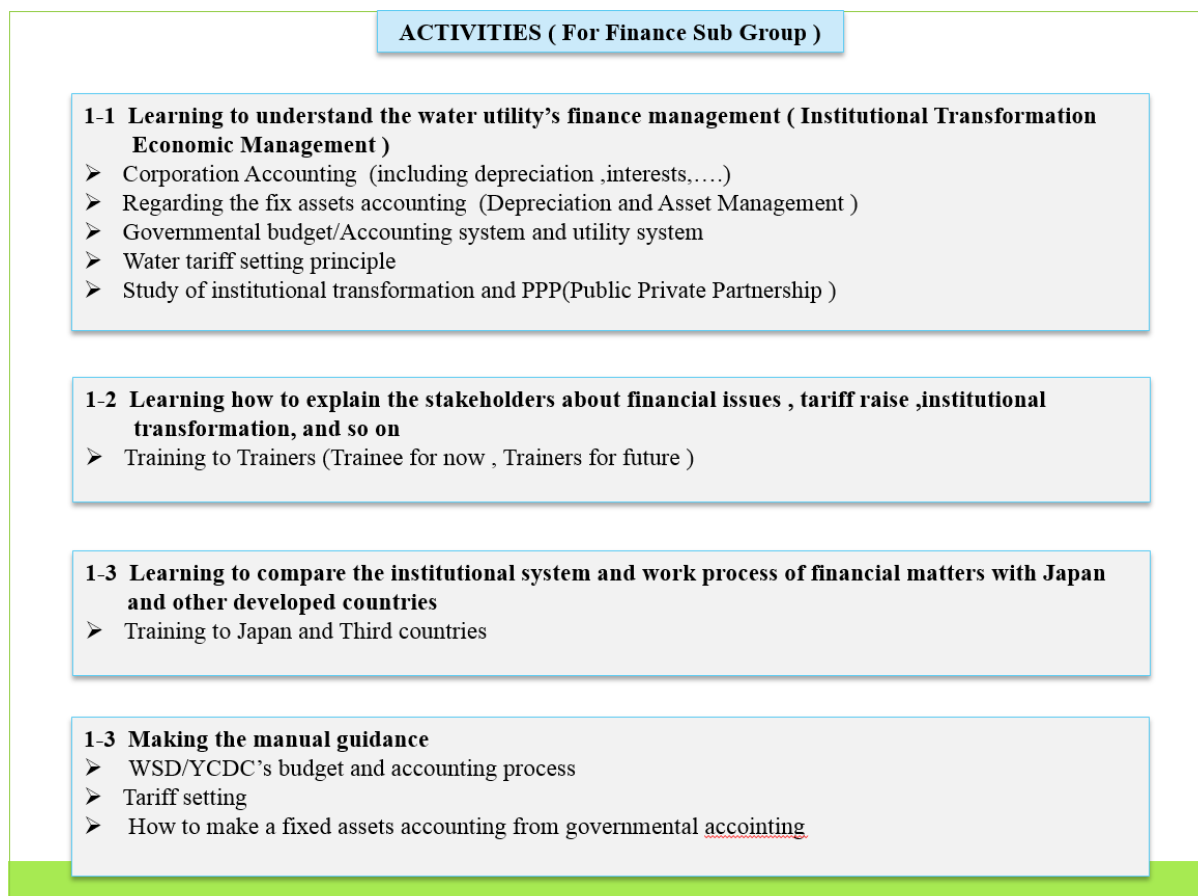 ACTIVITIES ( For Finance Sub Group )
1-1 Learning to understand the water utility’s finance management ( Institutional Transformation
Economic Management )
➢ Corporation Accounting (including depreciation ,interests,….)
➢ Regarding the fix assets accounting (Depreciation and Asset Management )
➢ Governmental budget/Accounting system and utility system
➢ Water tariff setting principle
➢ Study of institutional transformation and PPP(Public Private Partnership )
1-2 Learning how to explain the stakeholders about financial issues , tariff raise ,institutional
transformation, and so on
➢ Training to Trainers (Trainee for now , Trainers for future )
1-3 Learning to compare the institutional system and work process of financial matters with Japan
and other developed countries
➢ Training to Japan and Third countries
1-3 Making the manual guidance
➢ WSD/YCDC’s budget and accounting process
➢ Tariff setting
➢ How to make a fixed assets accounting from governmental accointing